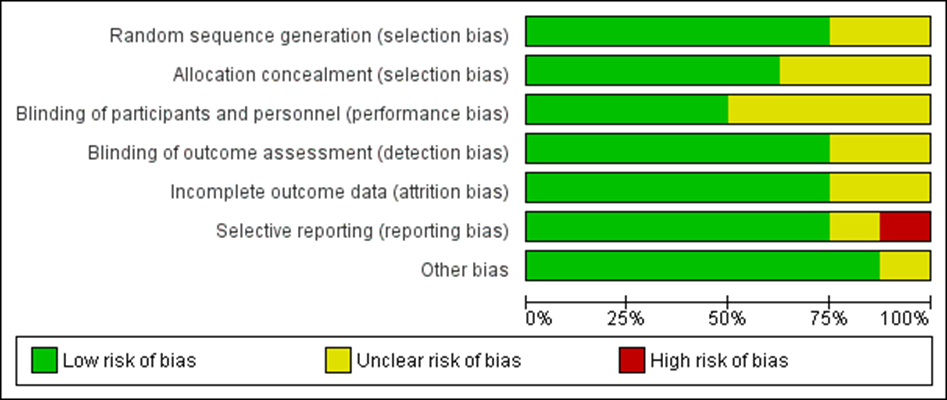 Random sequence generation (selection bias)
Allocation concealment (selection bias)
Blinding of participants and personnel (performance bias)
Blinding of outcome assessment (detection bias)
Incomplete outcome data (attrition bias)
Selective reporting (reporting bias)
Other bias
0% 25% 50% 75% 100%
Low risk of bias Unclear risk of bias High risk of bias